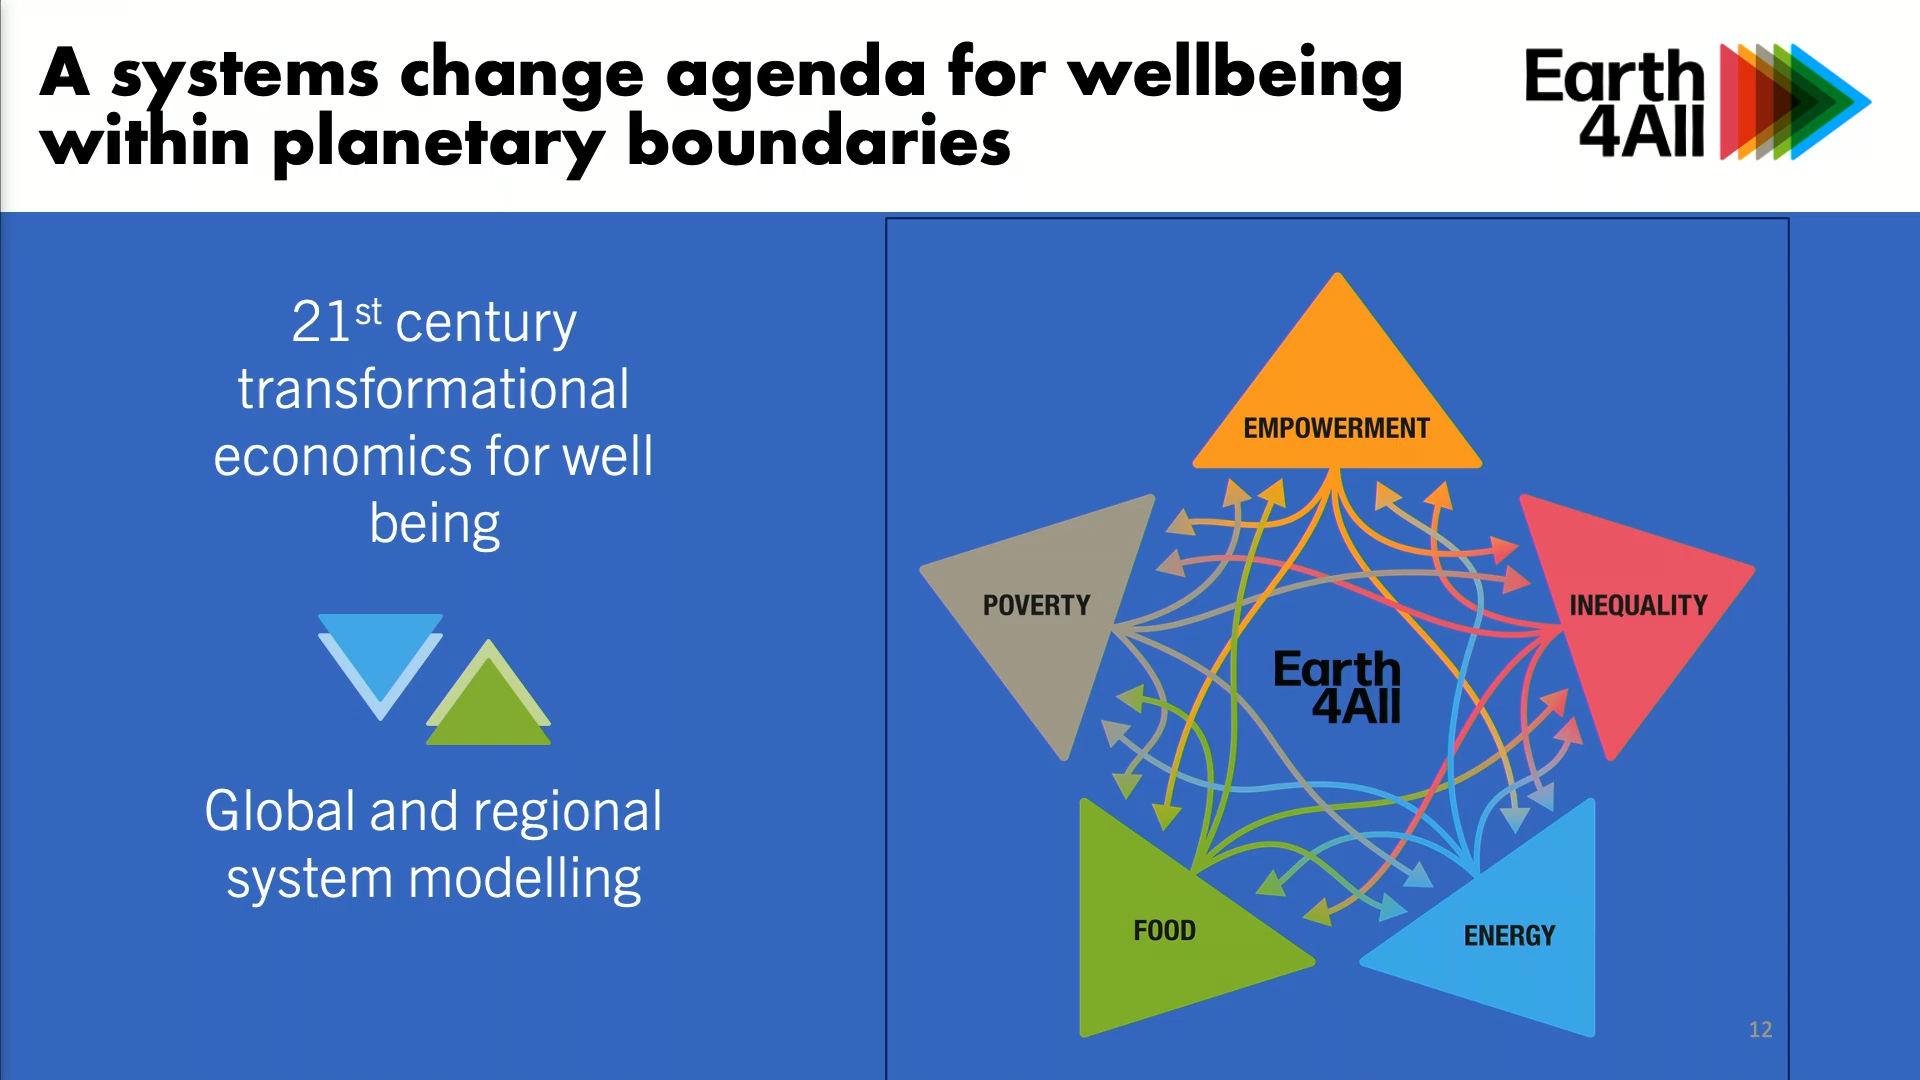 A systems change agenda for wellbeing
within planetary boundaries
Earth
4All
21st century
transformational
economics for well
being
Global and regional
system modelling
EMPOWERMENT
POVERTY
INEQUALITY
Earth
4All
FOOD
ENERGY
12